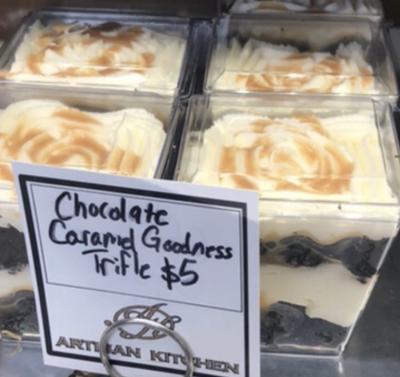 Chocolate
Caramel Goodness
Trifle $5
ARTISAN KITCHEN